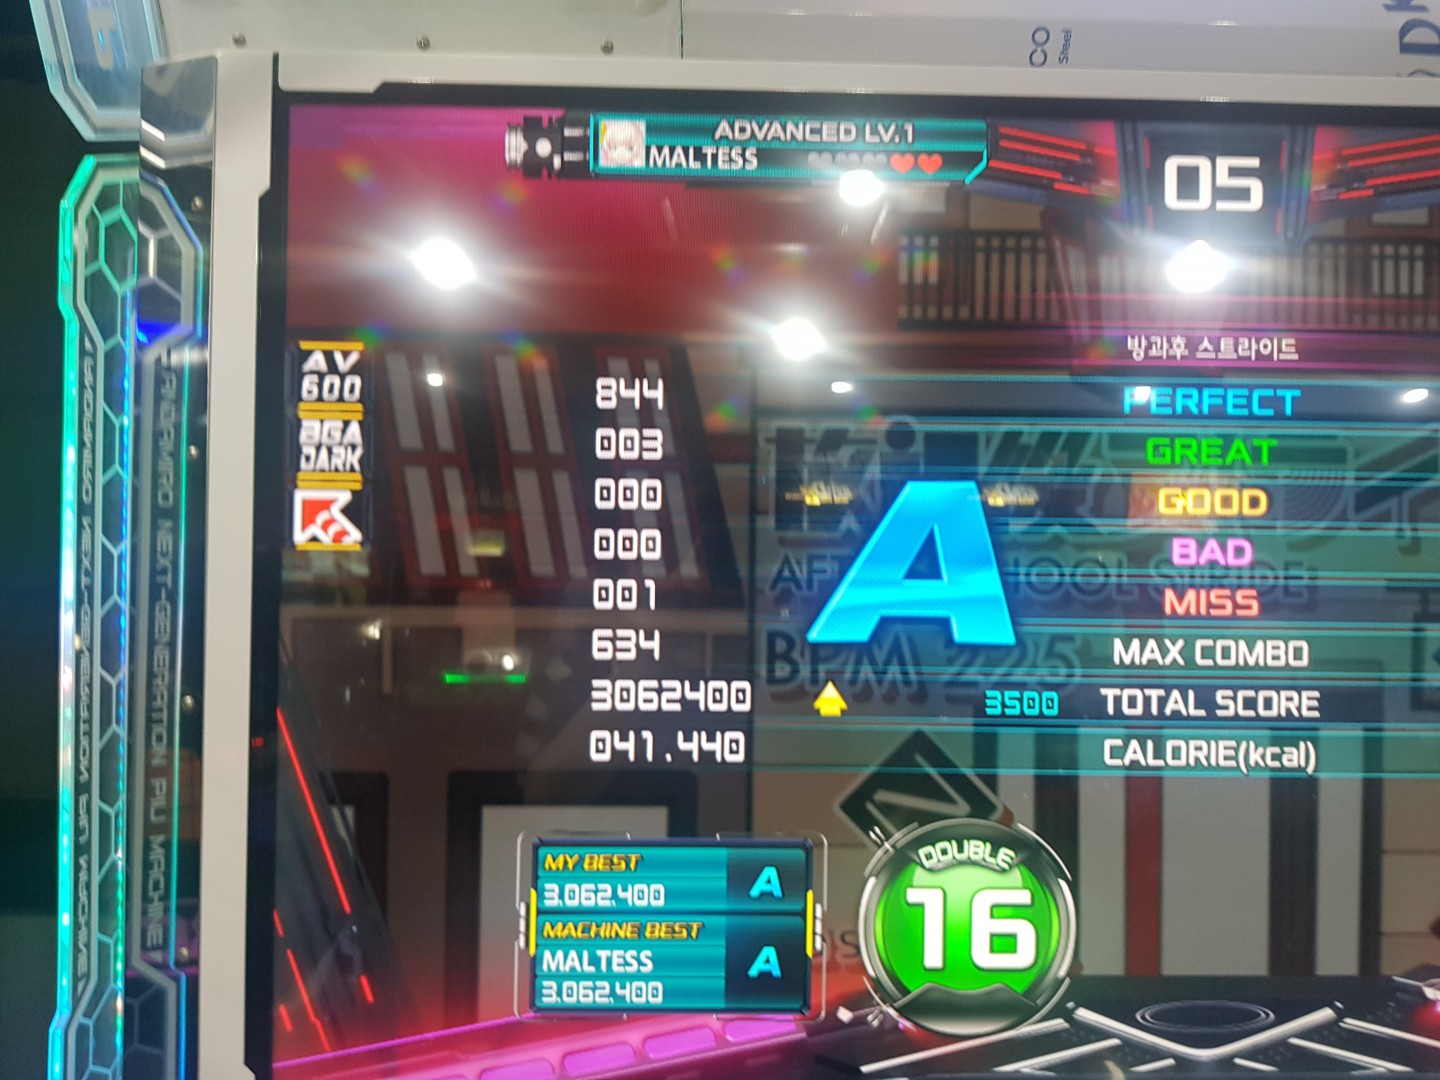 CO
Steel
ADVANCED LV.1
MALTESS
05
방과후 스트라이드
AV
600
BGA
DARK
844
PERFECT
003
GREAT
000
GOOD
000
BAD
001
MISS
634
MAX COMBO
3062400
3500
TOTAL SCORE
041.440
CALORIE(kcal)
A
BPM 225
MY BEST
3.062.400
A
MACHINE BEST
MALTESS
3.062.400
A
DOUBLE
16
ANDAMIRO NEXT-GENERATION PIU MACHINE